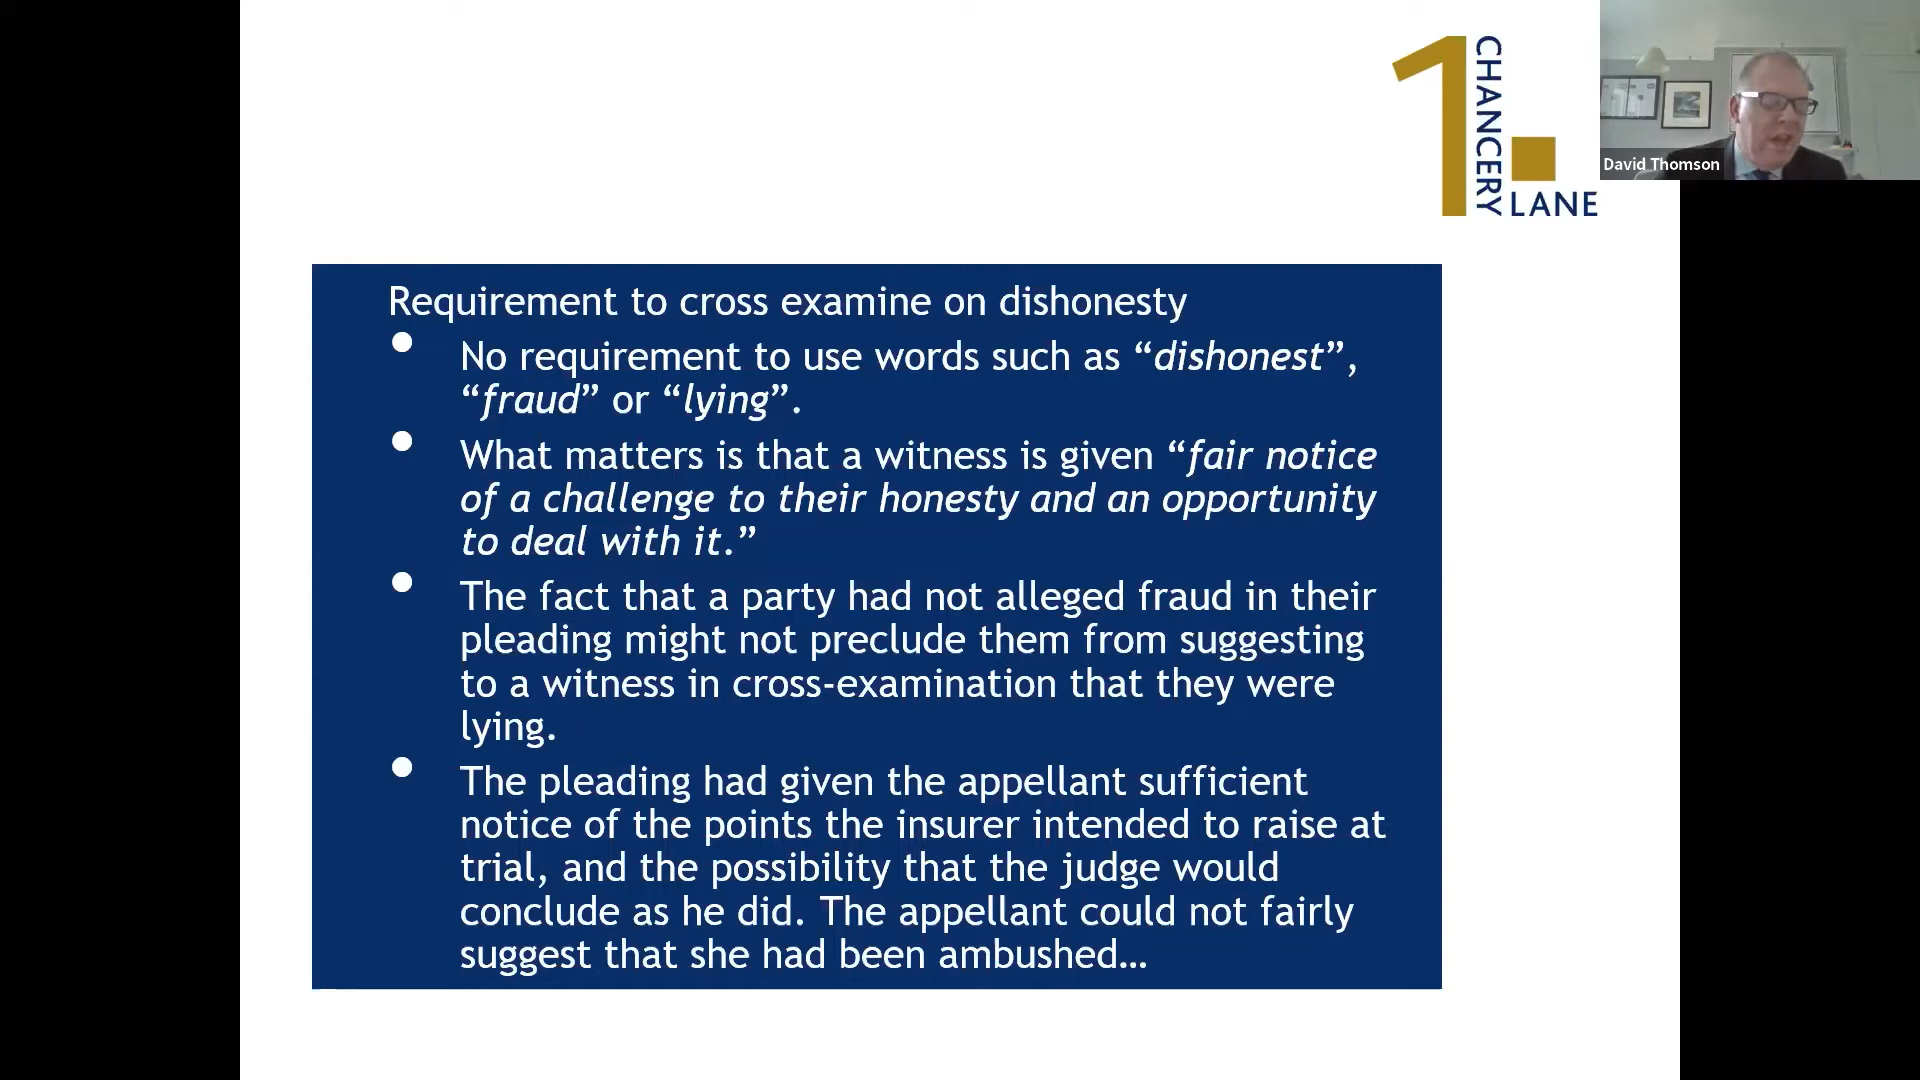 1 CHANCERY LANE
David Thomson
Requirement to cross examine on dishonesty
• No requirement to use words such as “dishonest”,
“fraud” or “lying”.
• What matters is that a witness is given “fair notice
of a challenge to their honesty and an opportunity
to deal with it.”
• The fact that a party had not alleged fraud in their
pleading might not preclude them from suggesting
to a witness in cross-examination that they were
lying.
• The pleading had given the appellant sufficient
notice of the points the insurer intended to raise at
trial, and the possibility that the judge would
conclude as he did. The appellant could not fairly
suggest that she had been ambushed…